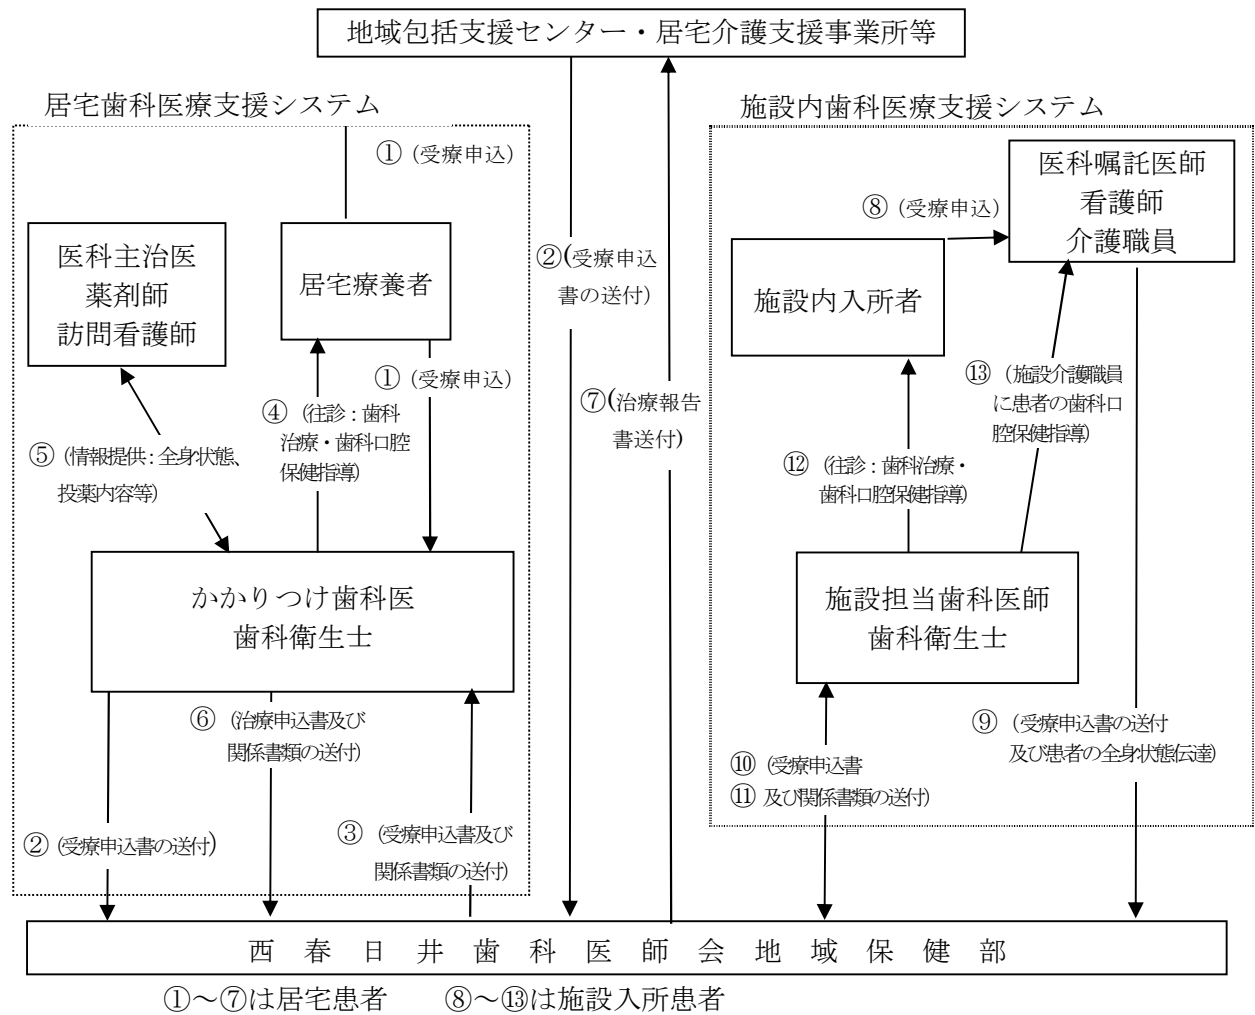 地域包括支援センター・居宅介護支援事業所等
居宅歯科医療支援システム
①（受療申込）
医科主治医
薬剤師
訪問看護師
居宅療養者
①（受療申込）
④（往診：歯科
治療・歯科口腔
保健指導）
⑤（情報提供：全身状態、
投薬内容等）
かかりつけ歯科医
歯科衛生士
⑥（治療申込書及び
関係書類の送付）
②（受療申込書の送付）
③（受療申込書及び
関係書類の送付）
②(受療申込
書の送付）
⑦(治療報告
書送付）
施設内歯科医療支援システム
医科嘱託医師
看護師
介護職員
⑧（受療申込）
施設内入所者
⑬（施設介護職員
に患者の歯科口
腔保健指導）
⑫（往診：歯科治療・
歯科口腔保健指導）
施設担当歯科医師
歯科衛生士
⑨（受療申込書の送付
及び患者の全身状態伝達）
⑩（受療申込書
⑪及び関係書類の送付）
西春日井歯科医師会地域保健部
①～⑦は居宅患者　⑧～⑬は施設入所患者